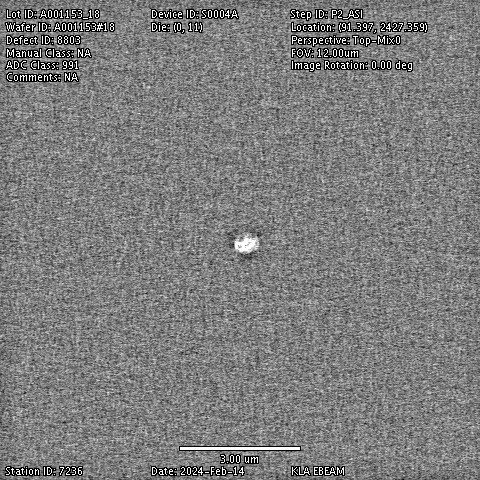 Lot ID: A001153_18
Wafer ID: A001153#18
Defect ID: 8803
Manual Class: NA
ADC Class: 991
Comments: NA
Device ID: S0004A
Die: (0, 11)
Step ID: P2_ASI
Location: (91.397, 2427.359)
Perspective: Top-Mix0
FOV: 12.00um
Image Rotation: 0.00 deg
3.00 um
Station ID: 7236
Date: 2024-Feb-14
KLA EBEAM